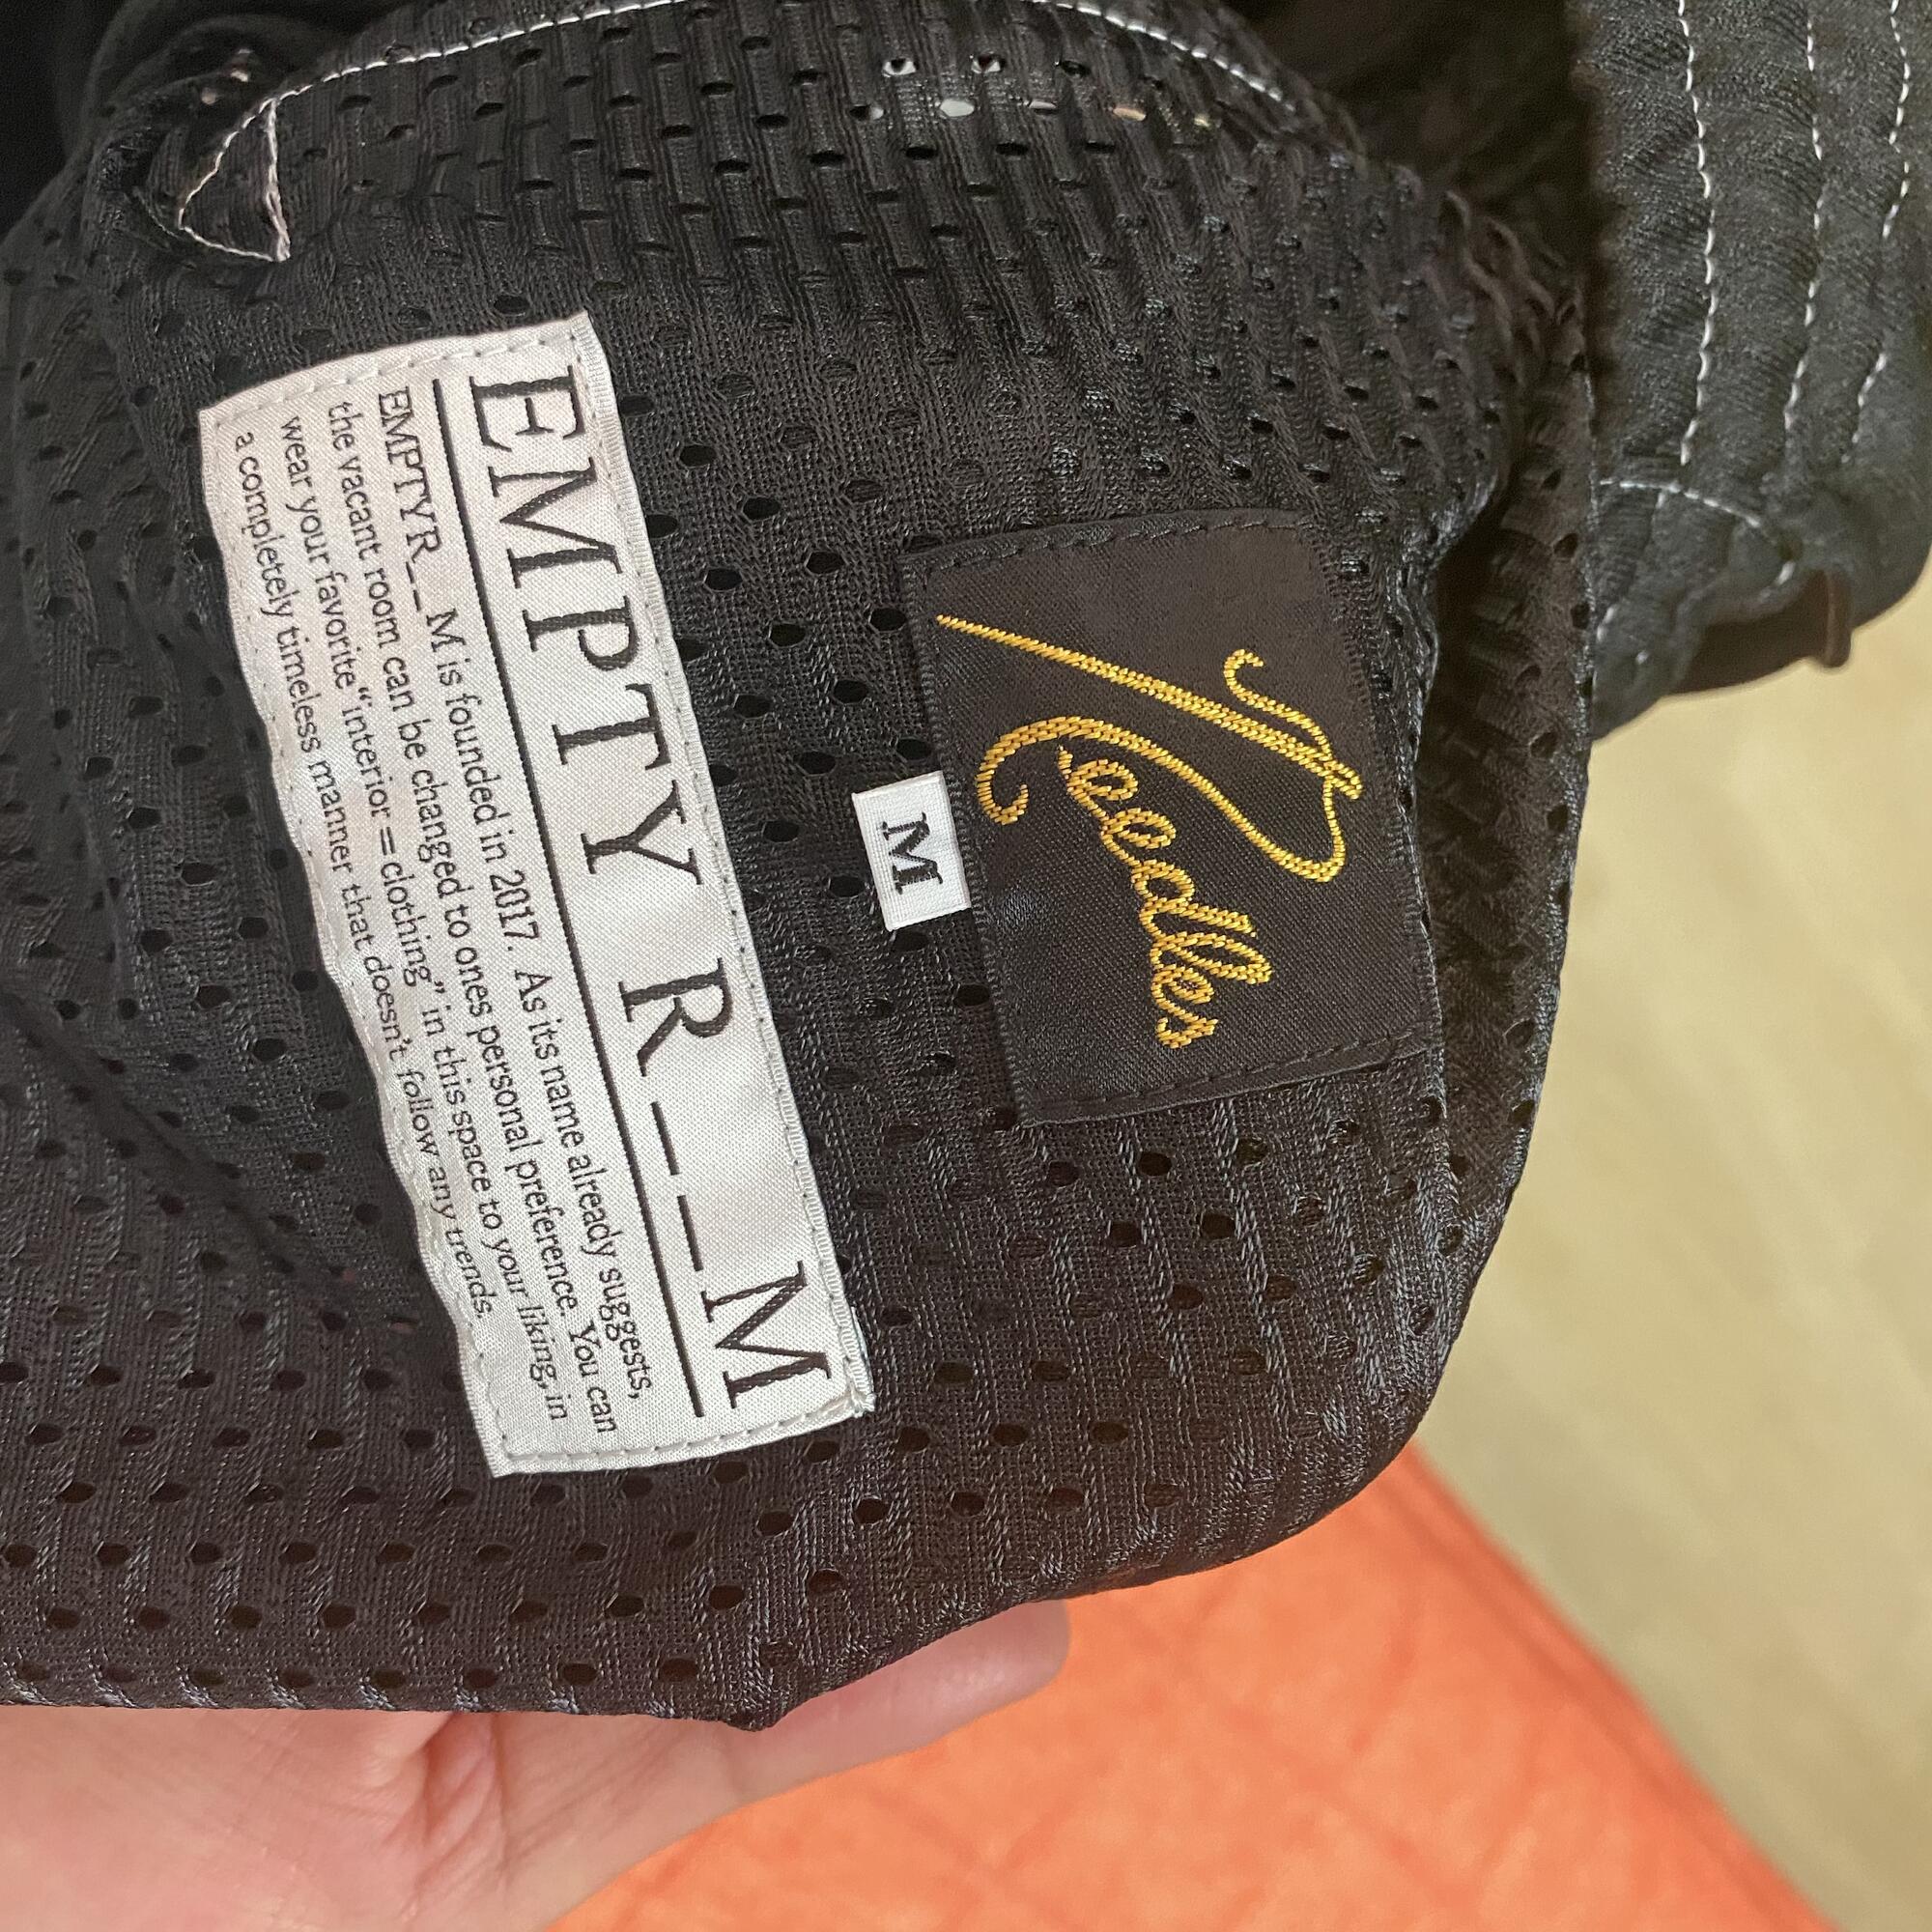 Needles
M
EMPTY R__M
EMPTYR__M is founded in 2017. As its name already suggests,
the vacant room can be changed to ones personal preference. You can
wear your favorite “interior = clothing” in this space to your liking, in
a completely timeless manner that doesn't follow any trends.